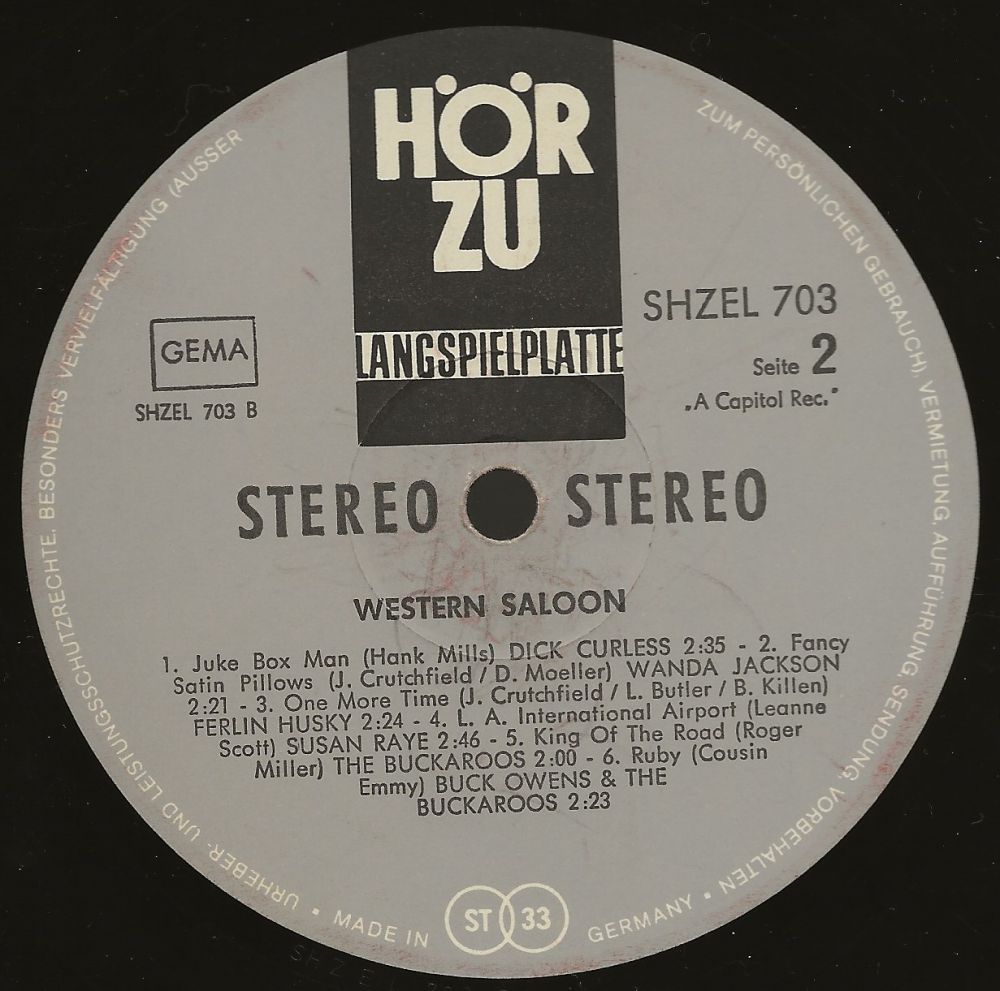 HÖR
ZU
LANGSPIELPLATTE
GEMA
SHZEL 703 B
SHZEL 703
Seite 2
„A Capitol Rec."
STEREO STEREO
WESTERN SALOON
1. Juke Box Man (Hank Mills) DICK CURLESS 2:35 - 2. Fancy
Satin Pillows (J. Crutchfield / D. Moeller) WANDA JACKSON
2:21 - 3. One More Time (J. Crutchfield / L. Butler / B. Killen)
FERLIN HUSKY 2:24 - 4. L. A. International Airport (Leanne
Scott) SUSAN RAYE 2:46 - 5. King Of The Road (Roger
Miller) THE BUCKAROOS 2:00 - 6. Ruby (Cousin
Emmy) BUCK OWENS & THE
BUCKAROOS 2:23
URHEBER- UND LEISTUNGSSCHUTZRECHTE, BESONDERS VERVIELFÄLTIGUNG (AUSSER
ZUM PERSÖNLICHEN GEBRAUCH), VERMIETUNG, AUFFÜHRUNG, SENDUNG, VORBEHALTEN •
• MADE IN ST 33 GERMANY